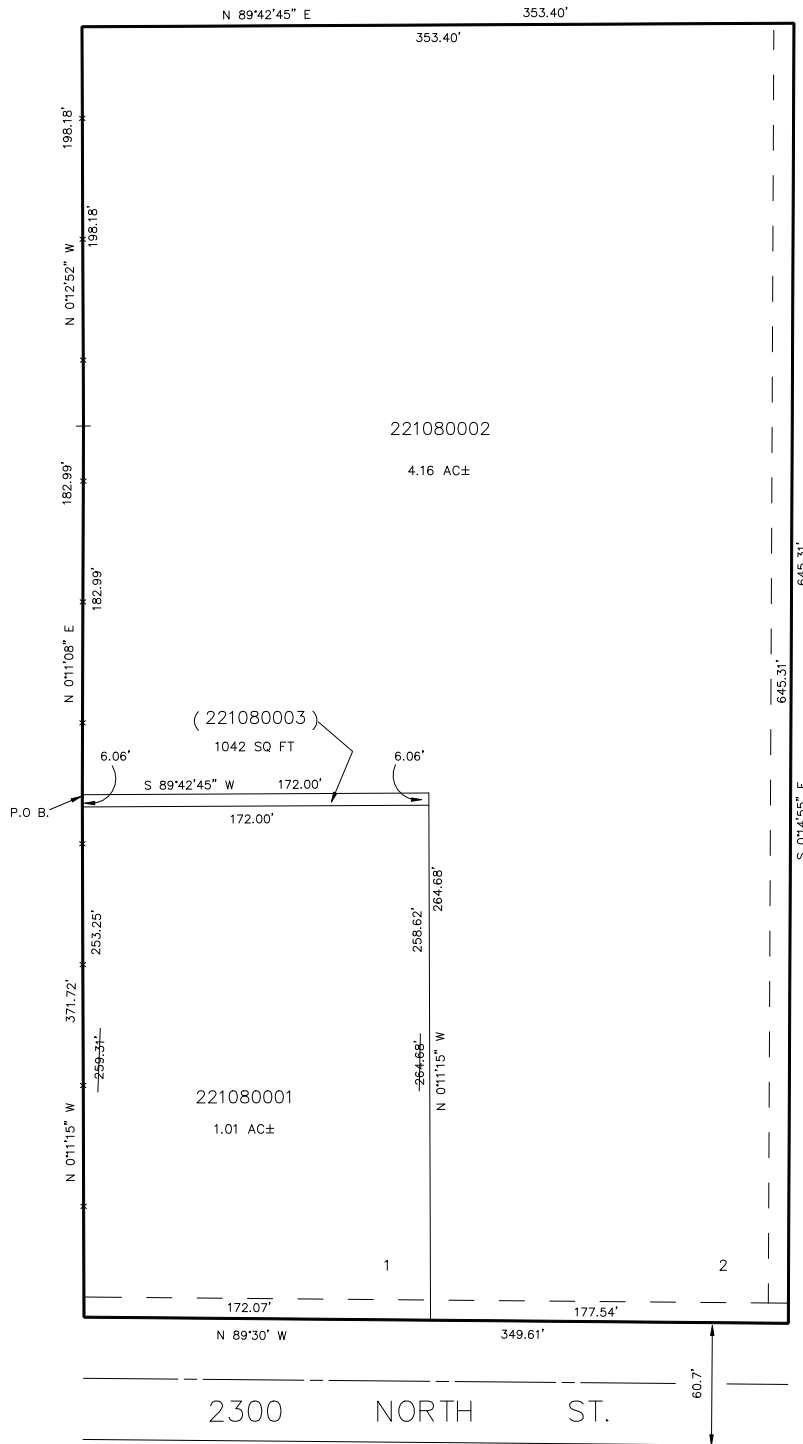 N 89°42'45" E
353.40'
353.40'
198.18'
198.18'
N 0°12'52" W
221080002
4.16 AC±
182.99'
182.99'
N 0°11'08" E
645.31'
645.31'
S 0°14'55" E
( 221080003 )
1042 SQ FT
6.06'
6.06'
S 89°42'45" W 172.00'
P.O B.
172.00'
264.68'
253.25'
258.62'
371.72'
259.31'
264.68'
N 0°11'15" W
N 0°11'15" W
221080001
1.01 AC±
1
2
172.07'
177.54'
N 89°30' W
349.61'
60.7'
2300 NORTH ST.